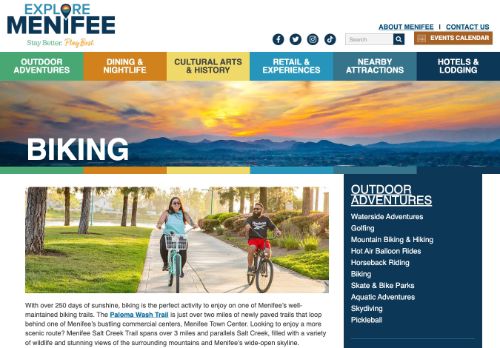 EXPLORE
MENIFEE
Stay Better. Play Best.
ABOUT MENIFEE | CONTACT US
Search
EVENTS CALENDAR
OUTDOOR
ADVENTURES
DINING &
NIGHTLIFE
CULTURAL ARTS
& HISTORY
RETAIL &
EXPERIENCES
NEARBY
ATTRACTIONS
HOTELS &
LODGING
BIKING
With over 250 days of sunshine, biking is the perfect activity to enjoy on one of Menifee's well-
maintained biking trails. The Paloma Wash Trail is just over two miles of newly paved trails that loop
behind one of Menifee's bustling commercial centers, Menifee Town Center. Looking to enjoy a more
scenic route? Menifee Salt Creek Trail spans over 3 miles and parallels Salt Creek, filled with a variety
of wildlife and stunning views of the surrounding mountains and Menifee's wide-open skyline.
OUTDOOR
ADVENTURES
Waterside Adventures
Golfing
Mountain Biking & Hiking
Hot Air Balloon Rides
Horseback Riding
Biking
Skate & Bike Parks
Aquatic Adventures
Skydiving
Pickleball